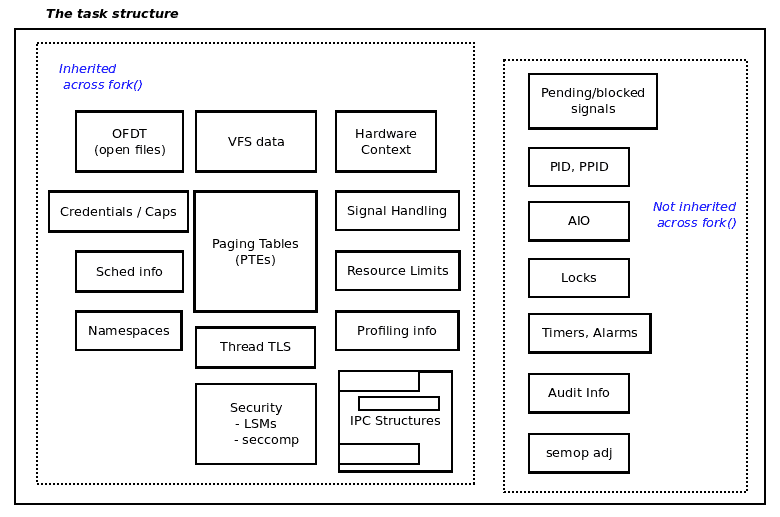 The task structure
Inherited
across fork()
OFDT
(open files)
VFS data
Hardware
Context
Credentials / Caps
Paging Tables
(PTEs)
Signal Handling
Sched info
Resource Limits
Namespaces
Thread TLS
Profiling info
Security
- LSMs
- seccomp
IPC Structures
Pending/blocked
signals
PID, PPID
Not inherited
across fork()
AIO
Locks
Timers, Alarms
Audit Info
semop adj